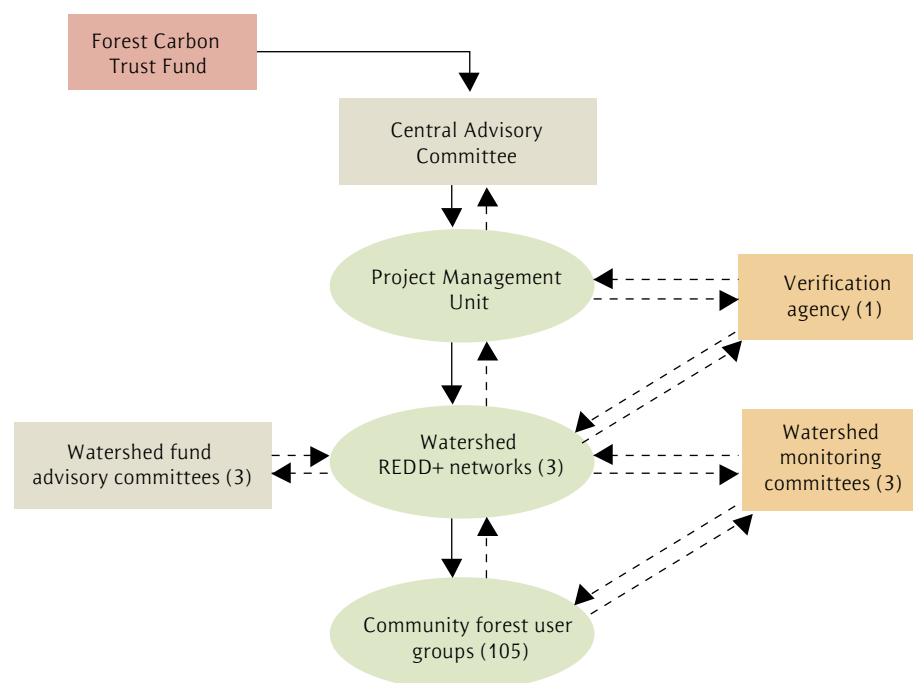 Forest Carbon
Trust Fund
Central Advisory
Committee
Project Management
Unit
Verification
agency (1)
Watershed fund
advisory committees (3)
Watershed
REDD+ networks (3)
Watershed
monitoring
committees (3)
Community forest user
groups (105)